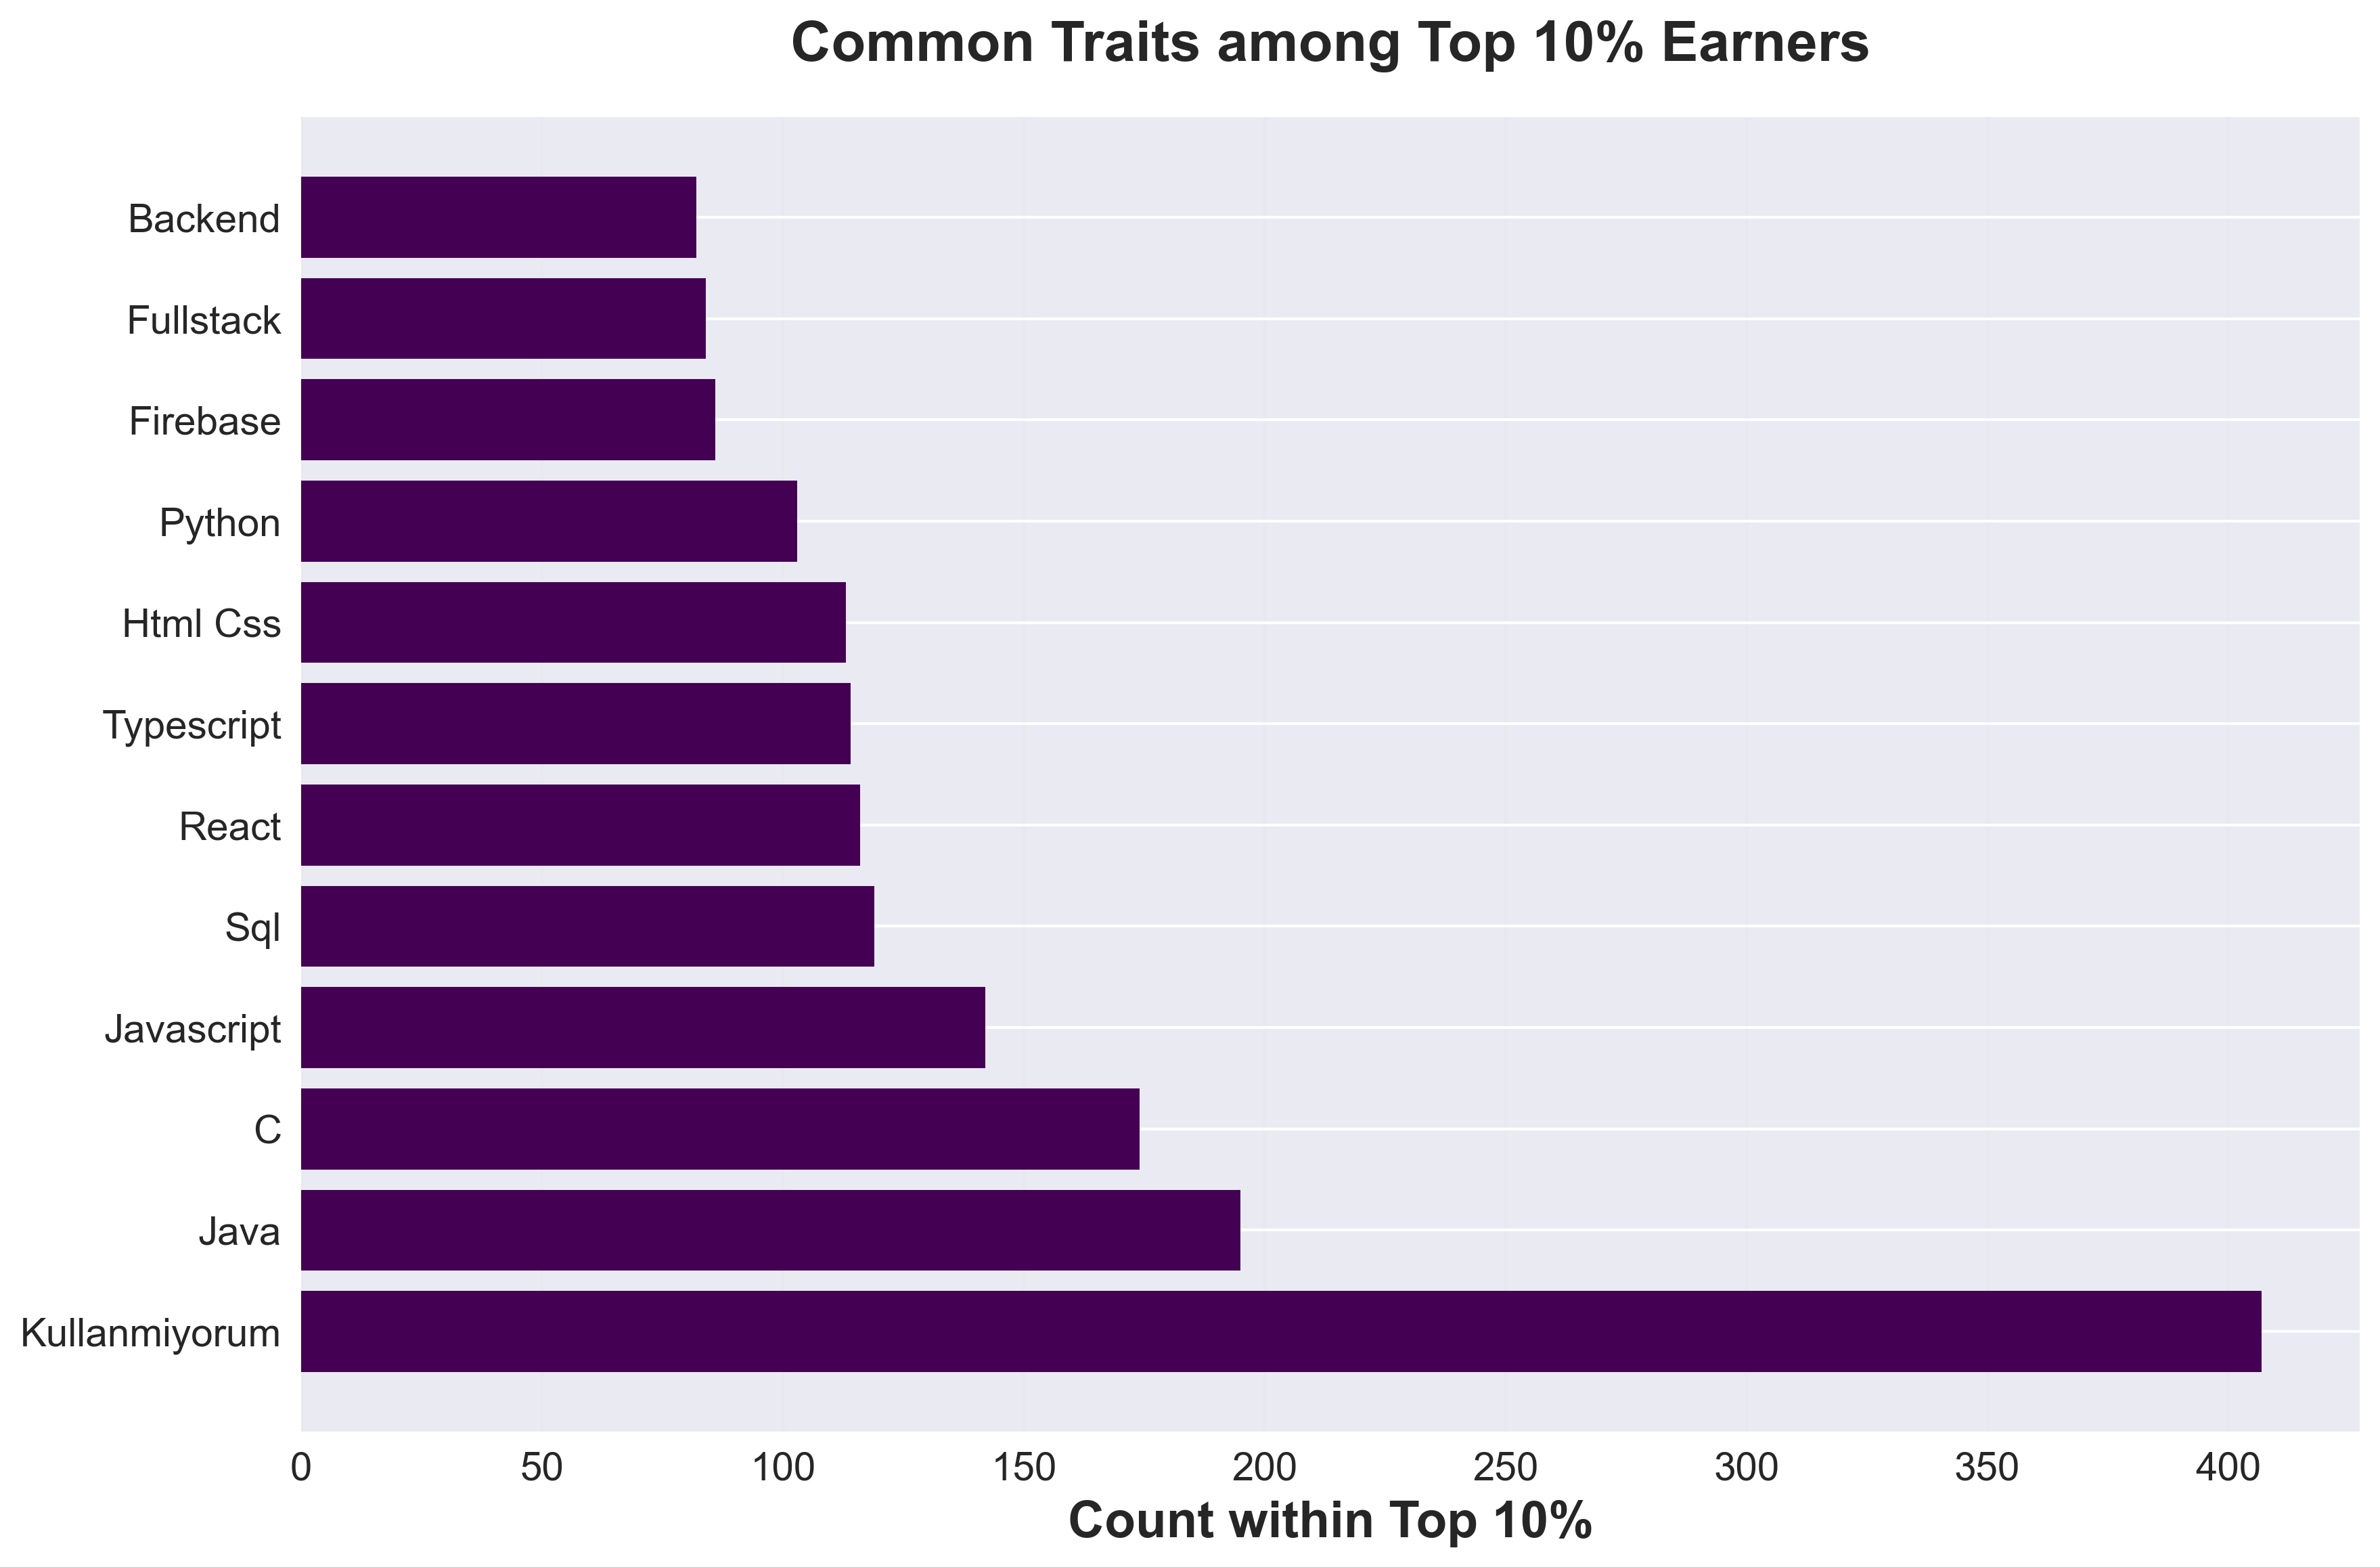 Common Traits among Top 10% Earners
Backend
Fullstack
Firebase
Python
Html Css
Typescript
React
Sql
Javascript
C
Java
Kullanmiyorum
0 50 100 150 200 250 300 350 400
Count within Top 10%